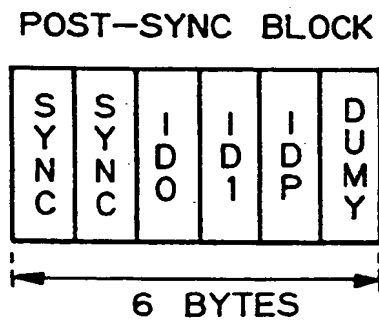 POST-SYNC BLOCK
SYNC SYNC ID0 ID1 IDP DUMY
6 BYTES